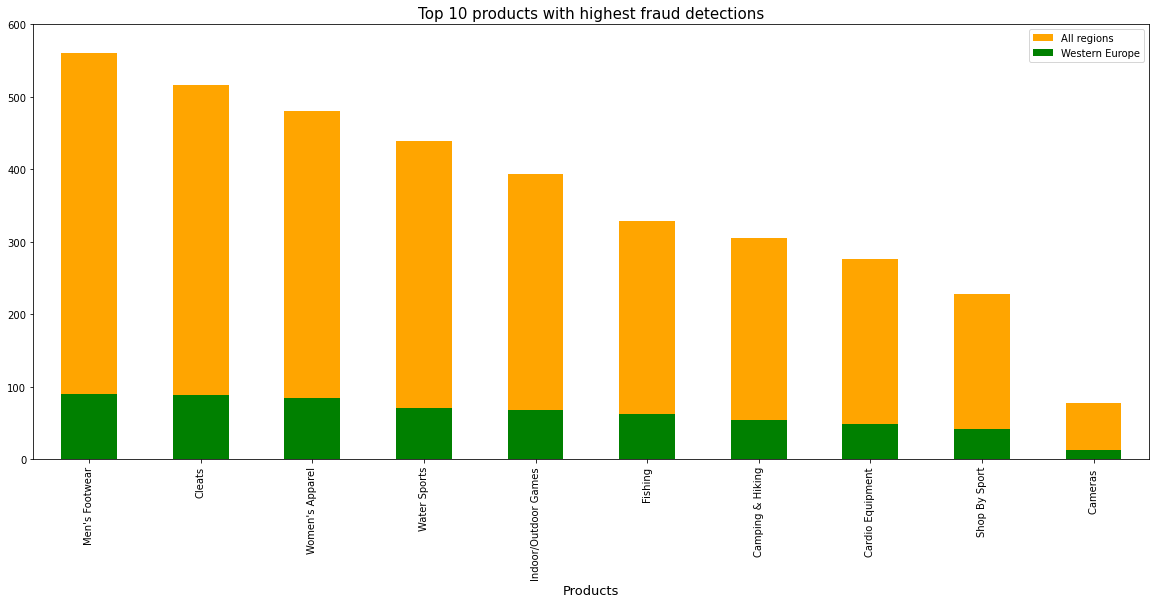 Top 10 products with highest fraud detections
All regions
Western Europe
600
500
400
300
200
100
0
Men's Footwear
Cleats
Women's Apparel
Water Sports
Indoor/Outdoor Games
Fishing
Camping & Hiking
Cardio Equipment
Shop By Sport
Cameras
Products